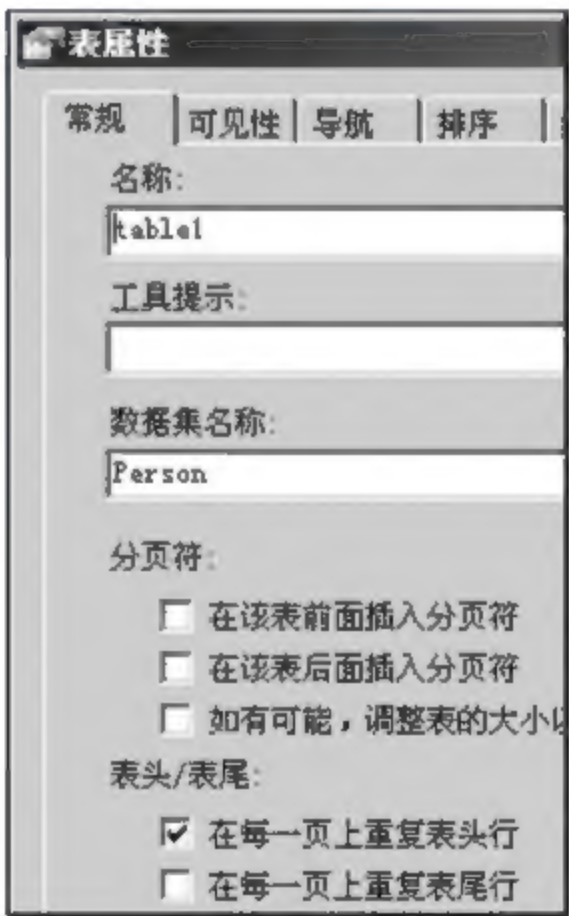 表属性
常规 可见性 导航 排序
名称:
table1
工具提示:
数据集名称:
Person
分页符:
在该表前面插入分页符
在该表后面插入分页符
如有可能，调整表的大小以
表头/表尾:
在每一页上重复表头行
在每一页上重复表尾行